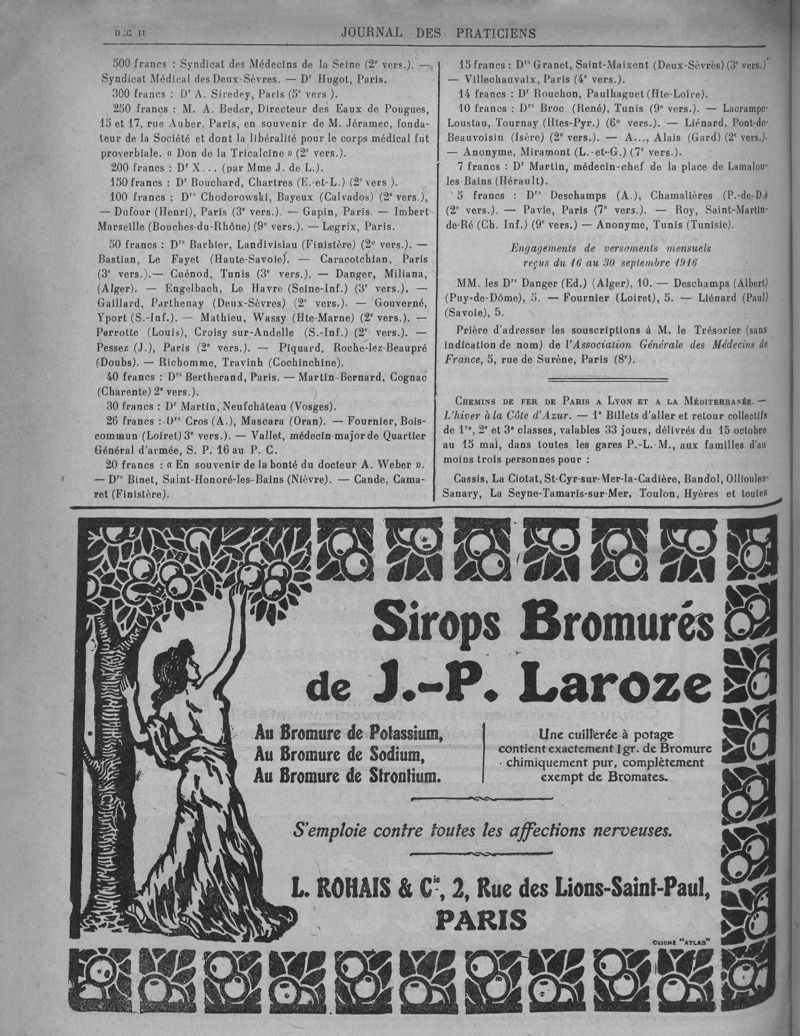 DEC II
JOURNAL DES PRATICIENS
500 francs : Syndicat des Médecins de la Seine (2e vers.). —
Syndicat Médical des Deux-Sèvres. — Dr Hugot, Paris.
300 francs : Dr A. Siredey, Paris (5e vers ).
250 francs : M. A. Beder, Directeur des Eaux de Pougues,
15 et 17, rue Auber, Paris, en souvenir de M. Jéramec, fonda-
teur de la Société et dont la libéralité pour le corps médical fut
proverbiale. « Don de la Tricalcine » (2e vers.).
200 francs : Dr X... (par Mme J. de L.).
150 francs : Dr Bouchard, Chartres (E.-et-L.) (2e vers ).
100 francs : Drs Chodorowski, Bayeux (Calvados) (2e vers.),
— Dufour (Henri), Paris (3e vers.). — Gapin, Paris. — Imbert
Marseille (Bouches-du-Rhône) (9e vers.). — Legrix, Paris.
50 francs : Drs Barbier, Landivisiau (Finistère) (2e vers.). —
Bastian, Le Fayet (Haute-Savoie). — Caracotchian, Paris
(3e vers.).— Cuénod, Tunis (3e vers.). — Danger, Miliana,
(Alger). — Engelbach, Le Havre (Seine-Inf.) (3e vers.). —
Gaillard, Parthenay (Deux-Sèvres) (2e vers.). — Gouverné,
Yport (S.-Inf.). — Mathieu, Wassy (Hte-Marne) (2e vers.). —
Perrotte (Louis), Croisy sur-Andelle (S.-Inf.) (2e vers.). —
Pessez (J.), Paris (2e vers.). — Piquard, Roche-lez-Beaupré
(Doubs). — Richomme, Travinh (Cochinchine).
40 francs : Drs Bertherand, Paris. — Martin-Bernard, Cognac
(Charente) 2e vers.).
30 francs : Dr Martin, Neufchâteau (Vosges).
26 francs : Drs Cros (A.), Mascara (Oran). — Fournier, Bois-
commun (Loiret) 3e vers.). — Vallet, médecin major de Quartier
Général d'armée, S. P. 16 au P. C.
20 francs : « En souvenir de la bonté du docteur A. Weber ».
— Drs Binet, Saint-Honoré-les-Bains (Nièvre). — Cande, Cama-
ret (Finistère).
15 francs : Drs Granet, Saint-Maixent (Deux-Sèvres) (3e vers.)
— Villechauvaix, Paris (4e vers.).
14 francs : Dr Rouchon, Paulhaguet (Hte-Loire).
10 francs : Drs Broc (René), Tunis (9e vers.). — Lacrampe-
Loustau, Tournay (Htes-Pyr.) (6e vers.). — Liénard, Pont-de-
Beauvoisin (Isère) (2e vers.). — A..., Alais (Gard) (2e vers.).
— Anonyme, Miramont (L.-et-G.) (7e vers.).
7 francs : Dr Martin, médecin-chef de la place de Lamalou-
les-Bains (Hérault).
5 francs : Drs Deschamps (A.), Chamalières (P.-de-D.)
(2e vers.). — Pavie, Paris (7e vers.). — Roy, Saint-Martin-
de-Ré (Ch. Inf.) (9e vers.) — Anonyme, Tunis (Tunisie).
Engagements de versements mensuels
reçus du 16 au 30 septembre 1916
MM. les Drs Danger (Ed.) (Alger), 10. — Deschamps (Albert)
(Puy-de-Dôme), 5. — Fournier (Loiret), 5. — Liénard (Paul)
(Savoie), 5.
Prière d'adresser les souscriptions à M. le Trésorier (sans
indication de nom) de l'Association Générale des Médecins de
France, 5, rue de Surène, Paris (8e).
CHEMINS DE FER DE PARIS A LYON ET A LA MÉDITERRANÉE. —
L'hiver à la Côte d'Azur. — 1e Billets d'aller et retour collectifs
de 1re, 2e et 3e classes, valables 33 jours, délivrés du 15 octobre
au 15 mai, dans toutes les gares P.-L.-M., aux familles d'au
moins trois personnes pour :
Cassis, La Ciotat, St-Cyr-sur-Mer-la-Cadière, Bandol, Ollioules-
Sanary, La Seyne-Tamaris-sur-Mer, Toulon, Hyères et toutes
Sirops Bromurés
de J.-P. Laroze
Au Bromure de Potassium,
Au Bromure de Sodium,
Au Bromure de Strontium.
Une cuillerée à potage
contient exactement 1 gr. de Bromure
chimiquement pur, complètement
exempt de Bromates.
S'emploie contre toutes les affections nerveuses.
L. ROHAIS & Cie, 2, Rue des Lions-Saint-Paul,
PARIS
CLICHÉ "ATLAS"